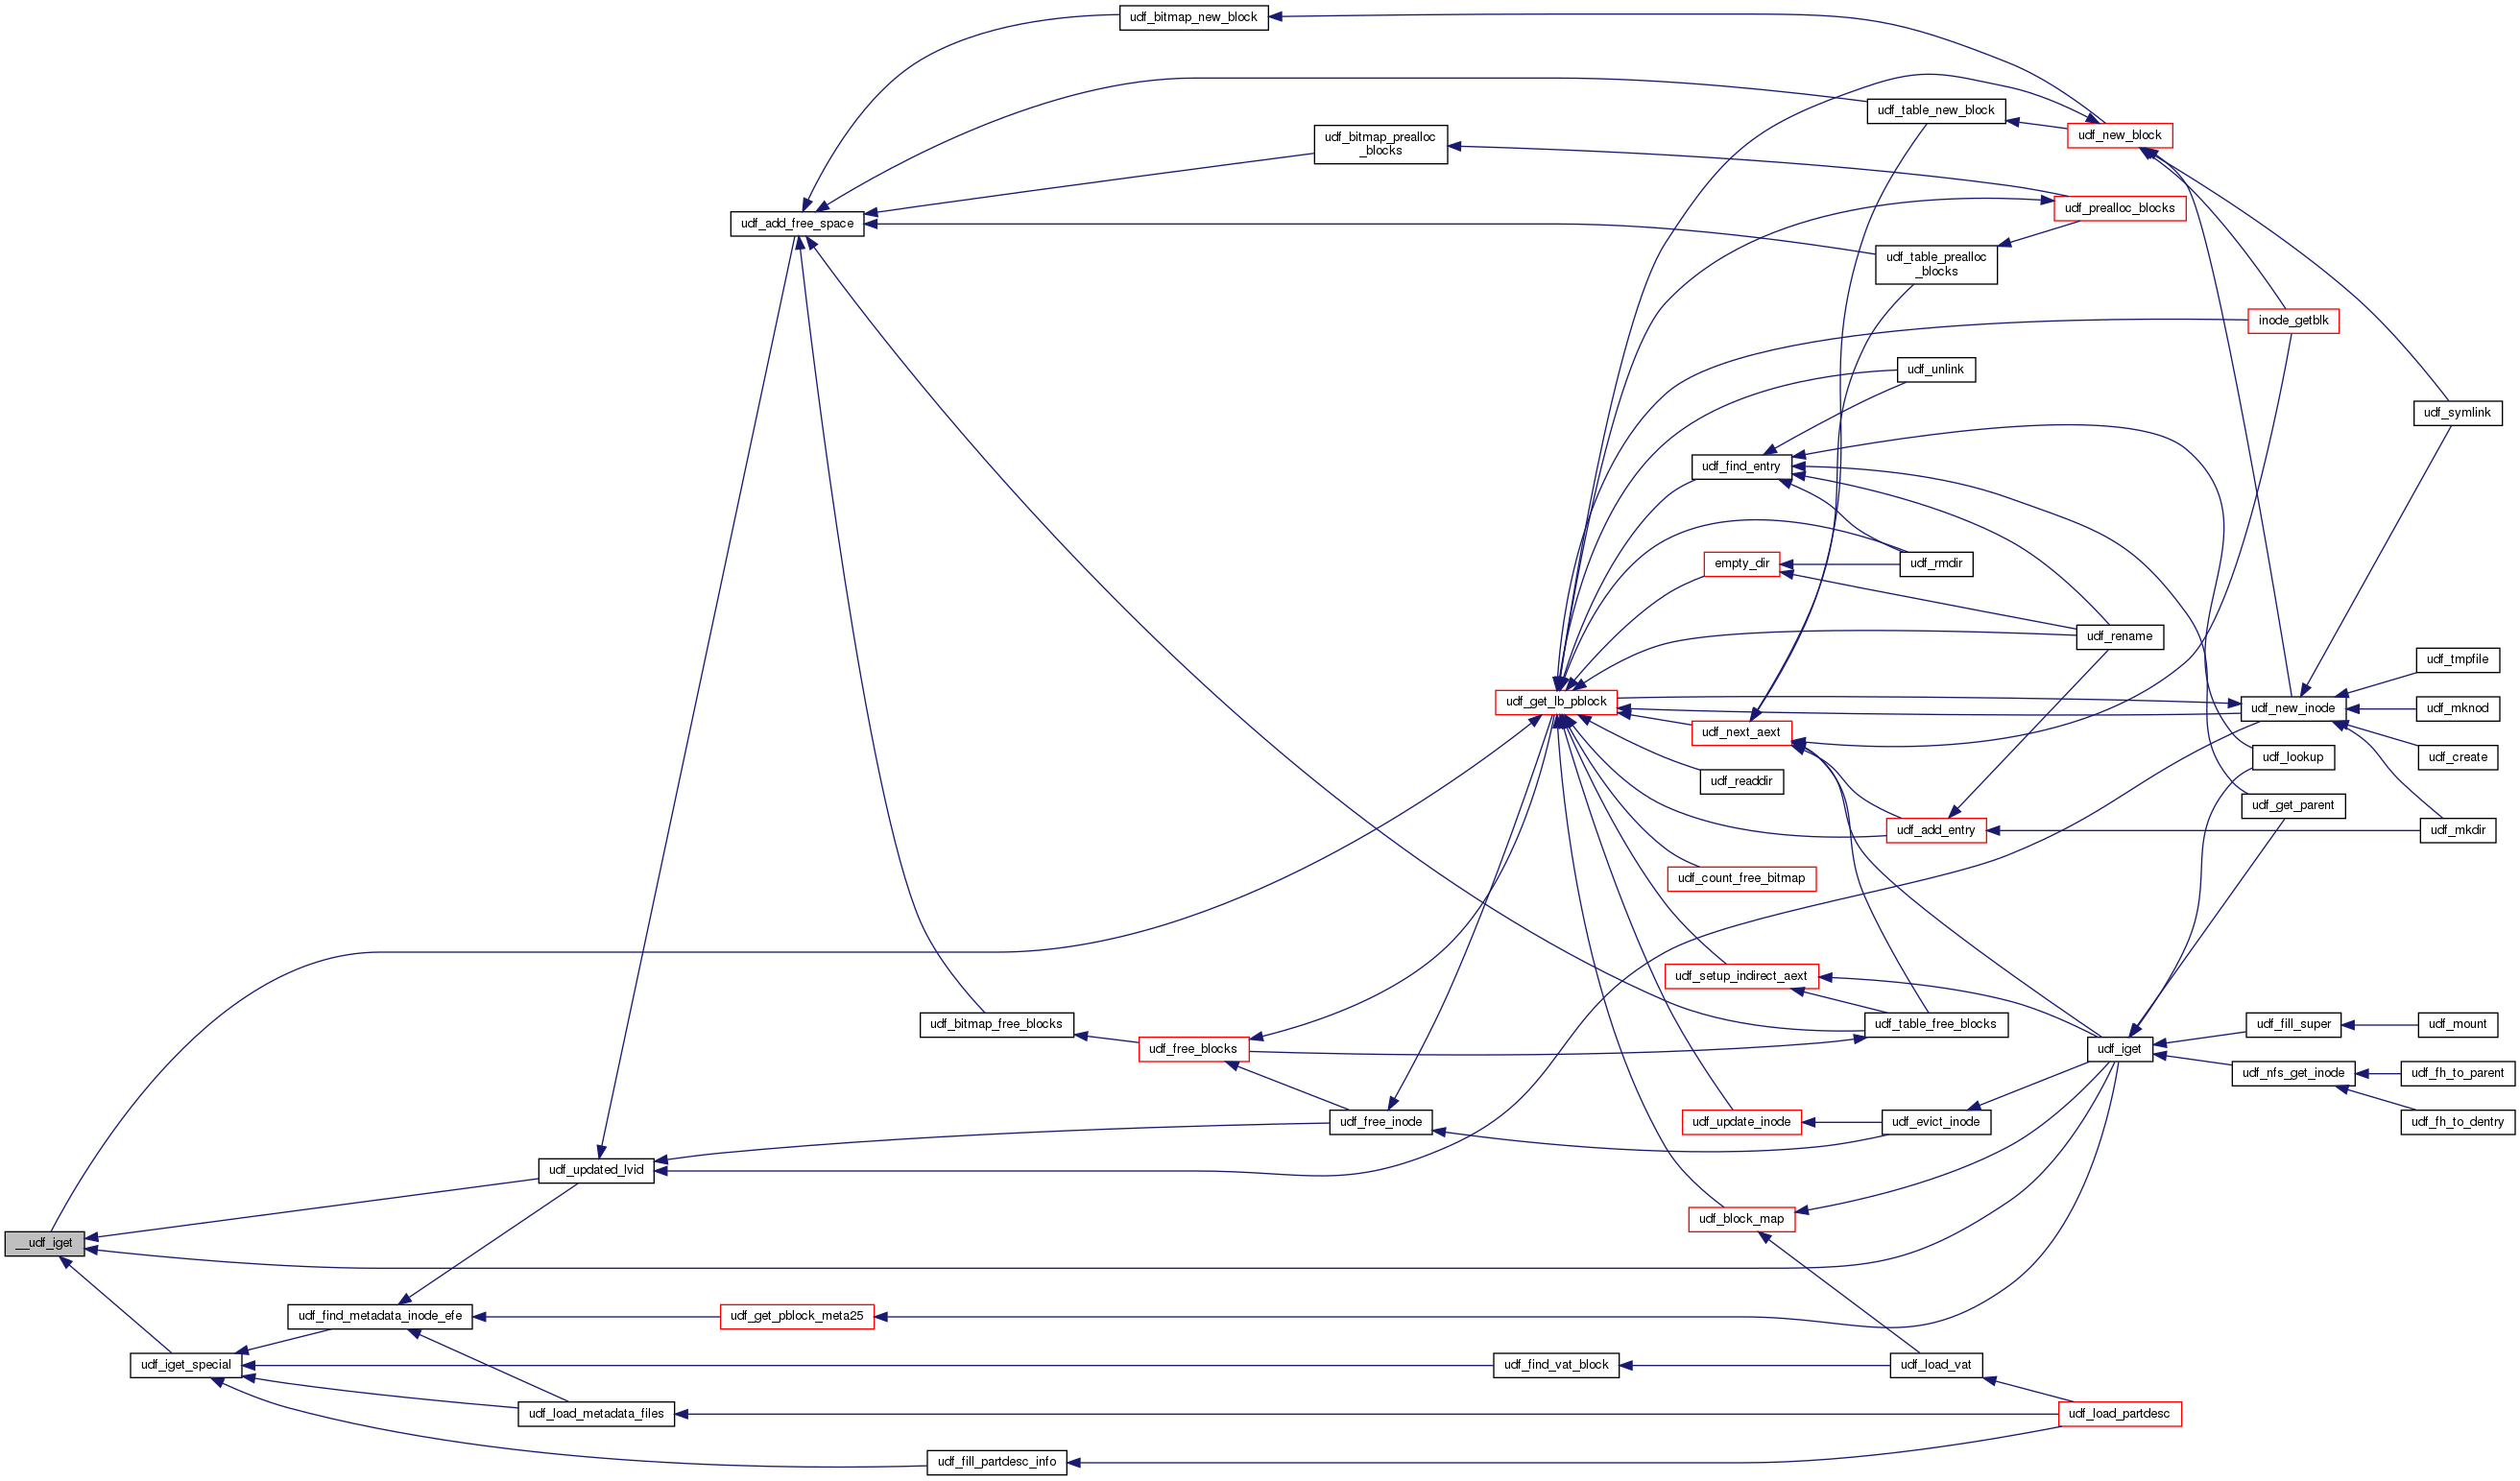 udf_bitmap_new_block
udf_table_new_block
udf_new_block
udf_bitmap_prealloc
_blocks
udf_prealloc_blocks
udf_add_free_space
udf_table_prealloc
_blocks
inode_getblk
udf_unlink
udf_symlink
udf_find_entry
empty_dir
udf_rmdir
udf_rename
udf_tmpfile
udf_get_lb_pblock
udf_new_inode
udf_mknod
udf_next_aext
udf_lookup
udf_create
udf_readdir
udf_get_parent
udf_add_entry
udf_mkdir
udf_count_free_bitmap
udf_setup_indirect_aext
udf_bitmap_free_blocks
udf_table_free_blocks
udf_fill_super
udf_mount
udf_free_blocks
udf_iget
udf_nfs_get_inode
udf_fh_to_parent
udf_free_inode
udf_update_inode
udf_evict_inode
udf_fh_to_dentry
udf_updated_lvid
udf_block_map
__udf_iget
udf_find_metadata_inode_efe
udf_get_pblock_meta25
udf_iget_special
udf_find_vat_block
udf_load_vat
udf_load_metadata_files
udf_load_partdesc
udf_fill_partdesc_info